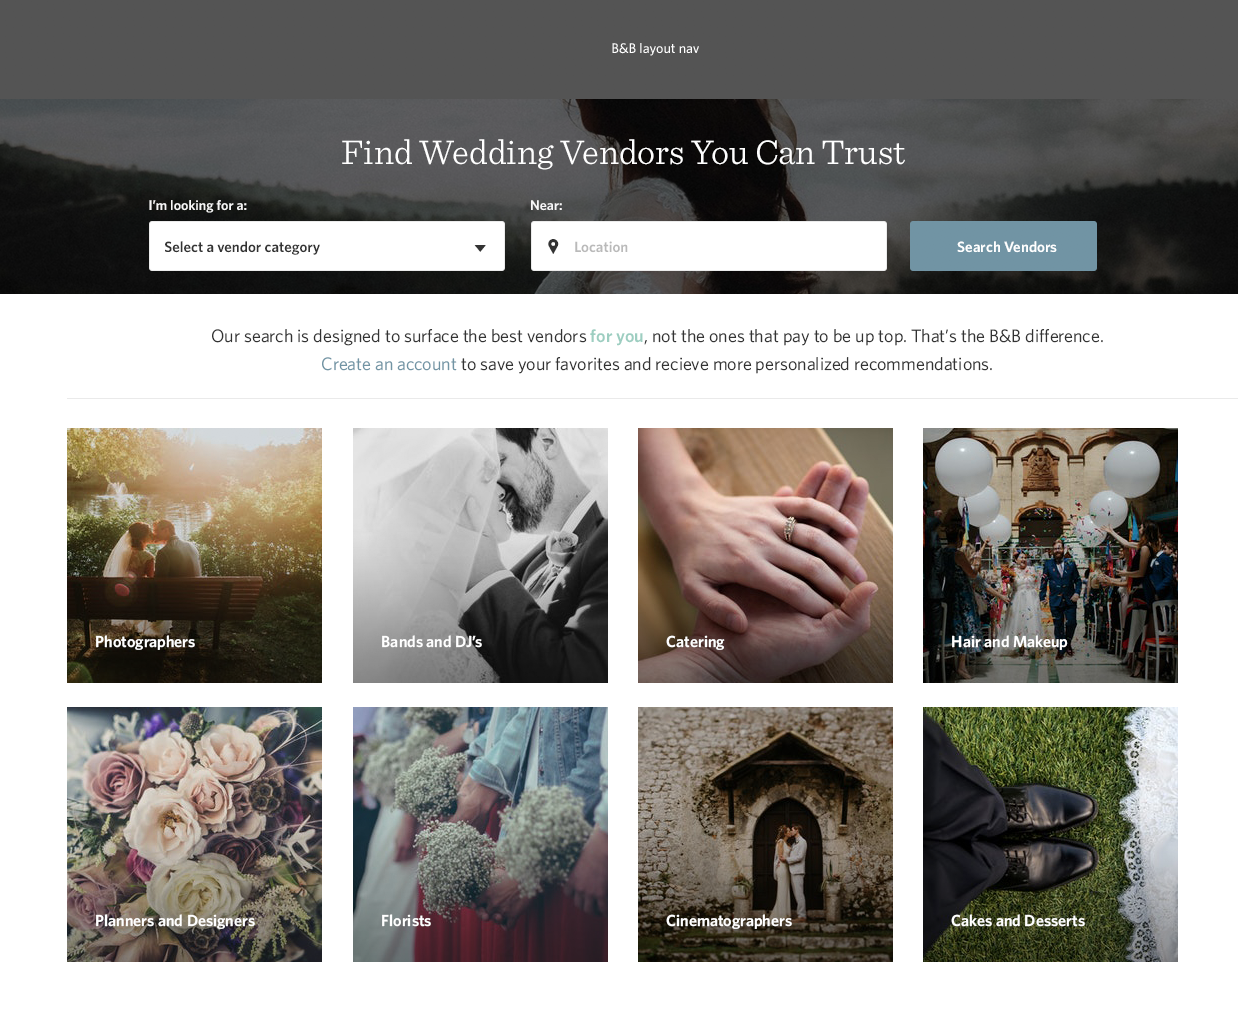 B&B layout nav
Find Wedding Vendors You Can Trust
I'm looking for a:
Near:
Select a vendor category
Location
Search Vendors
Our search is designed to surface the best vendors for you, not the ones that pay to be up top. That's the B&B difference.
Create an account to save your favorites and recieve more personalized recommendations.
Photographers
Bands and DJ's
Catering
Hair and Makeup
Planners and Designers
Florists
Cinematographers
Cakes and Desserts